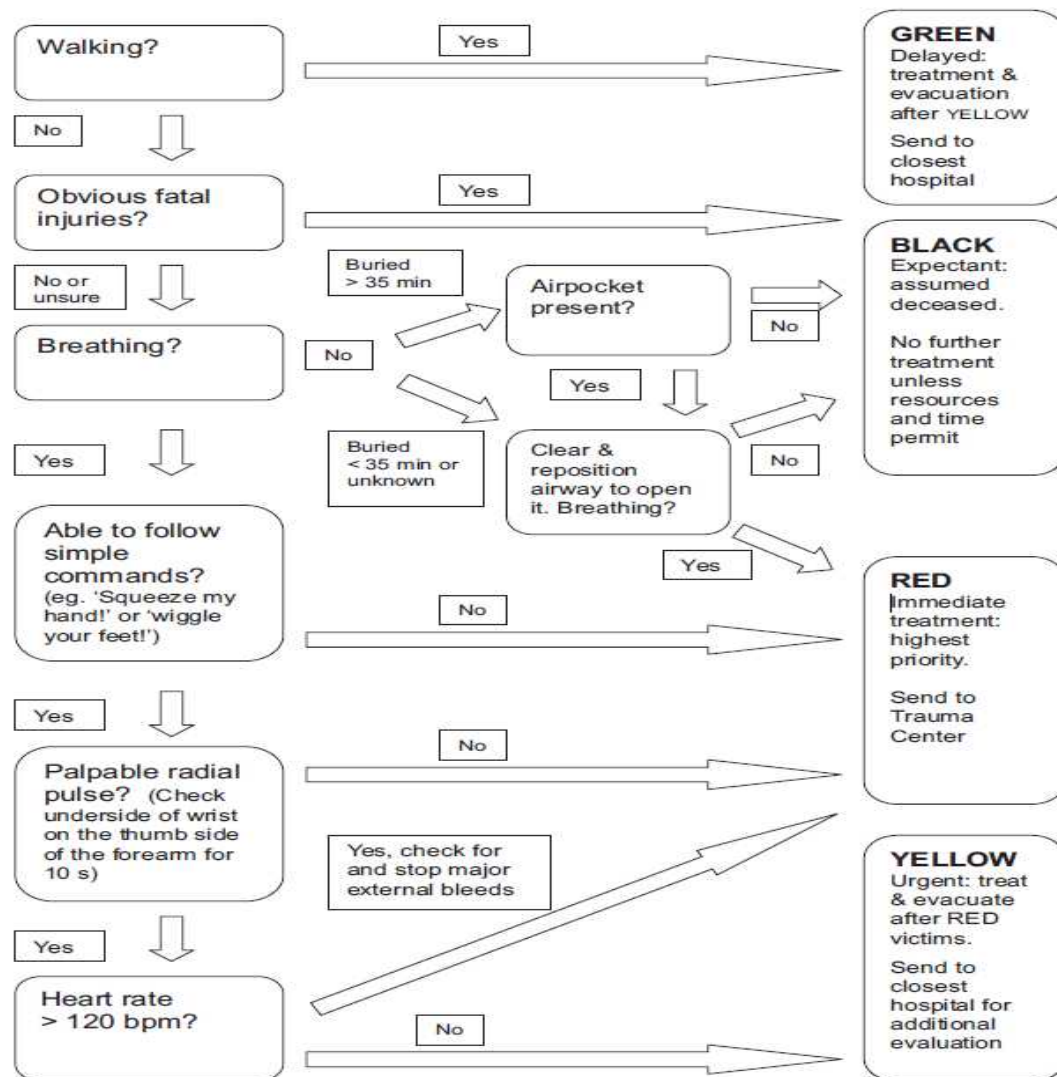 Walking?
Yes
GREEN
Delayed:
treatment &
evacuation
after YELLOW
Send to
closest
hospital
No
Obvious fatal
injuries?
Yes
BLACK
Expectant:
assumed
deceased.
No further
treatment
unless
resources
and time
permit
No or
unsure
Buried
> 35 min
Airpocket
present?
No
Breathing?
No
Yes
Yes
Buried
< 35 min or
unknown
Clear &
reposition
airway to open
it. Breathing?
No
Yes
Able to follow
simple
commands?
(eg. ‘Squeeze my
hand!’ or ‘wiggle
your feet!’)
No
RED
Immediate
treatment:
highest
priority.
Send to
Trauma
Center
Yes
Palpable radial
pulse? (Check
underside of wrist
on the thumb side
of the forearm for
10 s)
No
Yes, check for
and stop major
external bleeds
YELLOW
Urgent: treat
& evacuate
after RED
victims.
Send to
closest
hospital for
additional
evaluation
Yes
Heart rate
> 120 bpm?
No